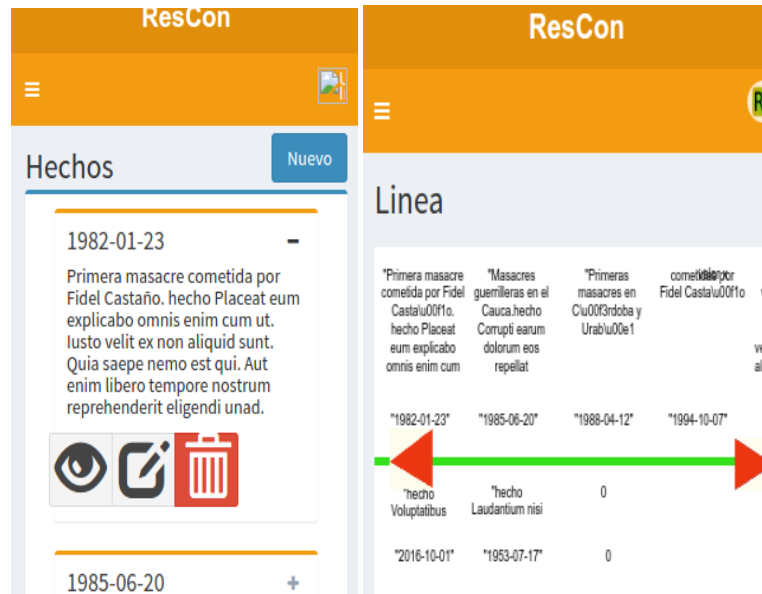 ResCon
Hechos
Nuevo
1982-01-23
Primera masacre cometida por
Fidel Castaño. hecho Placeat eum
explicabo omnis enim cum ut.
Iusto velit ex non aliquid sunt.
Quia saepe nemo est qui. Aut
enim libero tempore nostrum
reprehenderit eligendi unad.
1985-06-20
ResCon
R
Linea
"Primera masacre
cometida por Fidel
Casta\u00f1o.
hecho Placeat
eum explicabo
omnis enim cum
"Masacres
guerrilleras en el
Cauca.hecho
Corrupti earum
dolorum eos
repellat
"Primeras
masacres en
C\u00f3rdoba y
Urab\u00e1
por
Fidel Casta\u00f1o
"1982-01-23"
"1985-06-20"
"1988-04-12"
"1994-10-07"
"hecho
Voluptatibus
"hecho
Laudantium nisi
0
"2016-10-01"
"1953-07-17"
0